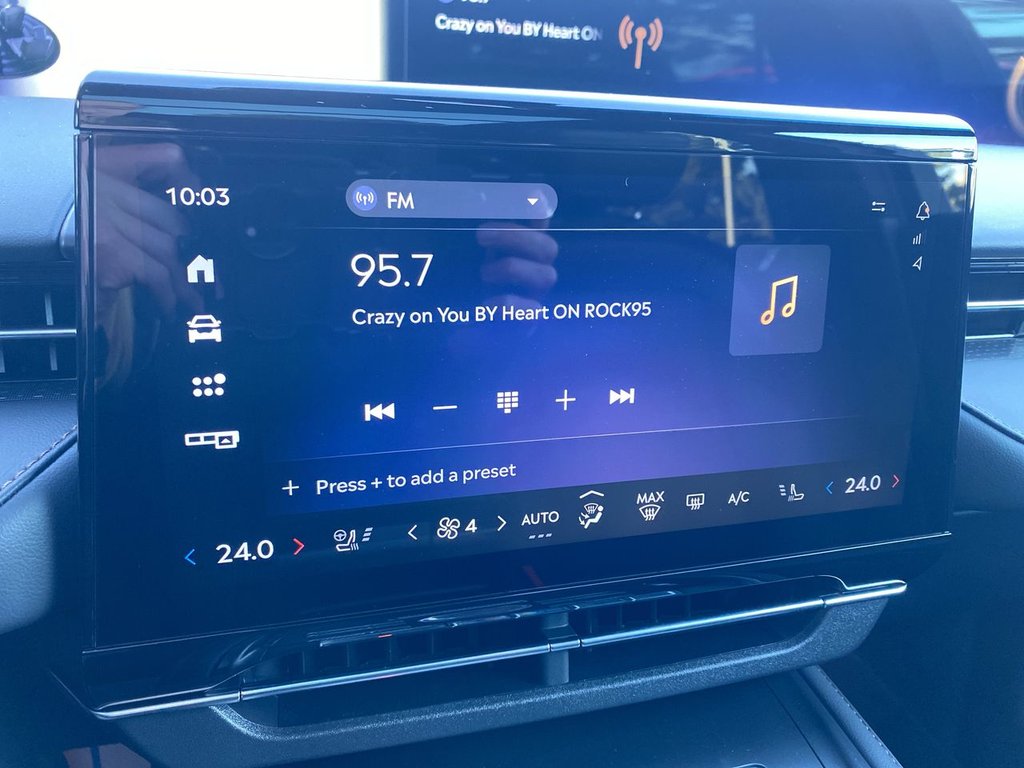 Crazy on You BY Heart ON
10:03
FM
95.7
Crazy on You BY Heart ON ROCK95
+ Press + to add a preset
24.0
4
AUTO
MAX
A/C
24.0